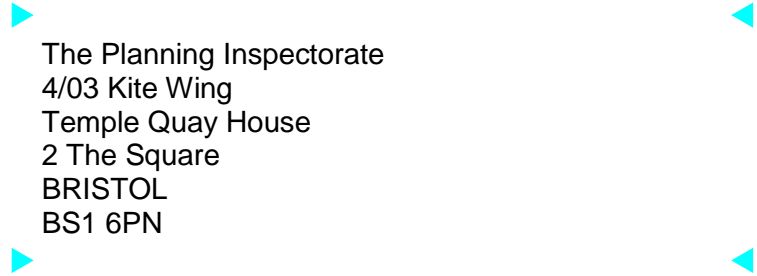 The Planning Inspectorate
4/03 Kite Wing
Temple Quay House
2 The Square
BRISTOL
BS1 6PN